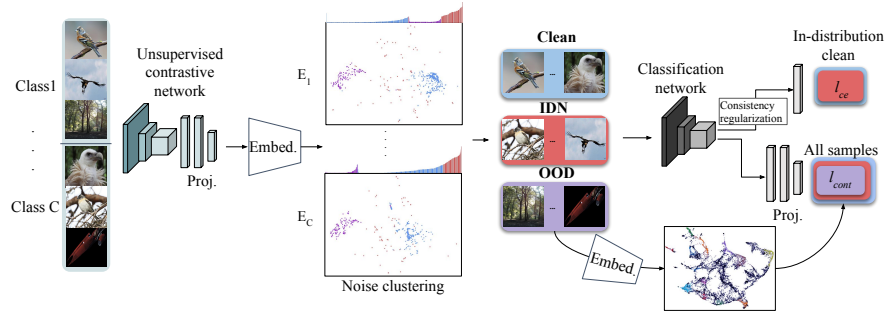 Class1
.
.
.
Class C
Unsupervised
contrastive
network
Proj.
Embed.
E1
.
.
.
EC
Noise clustering
Clean
...
IDN
...
OOD
...
Embed.
Classification
network
Consistency
regularization
In-distribution
clean
lce
All samples
lcont
Proj.